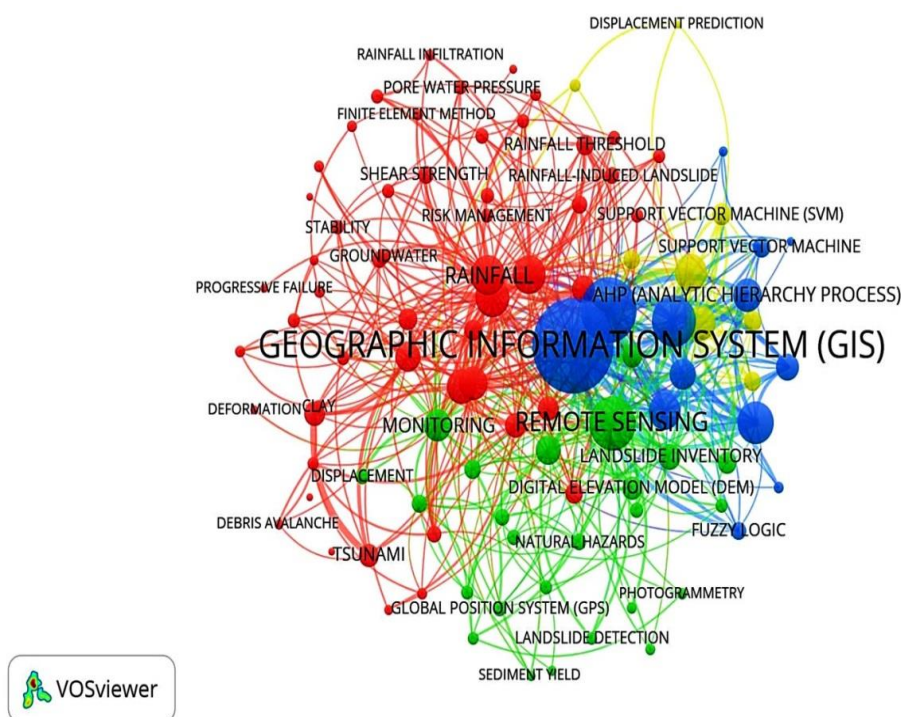 DISPLACEMENT PREDICTION
RAINFALL INFILTRATION
PORE WATER PRESSURE
FINITE ELEMENT METHOD
RAINFALL THRESHOLD
SHEAR STRENGTH
RAINFALL-INDUCED LANDSLIDE
RISK MANAGEMENT
SUPPORT VECTOR MACHINE (SVM)
STABILITY
SUPPORT VECTOR MACHINE
GROUNDWATER
RAINFALL
PROGRESSIVE FAILURE
AHP (ANALYTIC HIERARCHY PROCESS)
GEOGRAPHIC INFORMATION SYSTEM (GIS)
DEFORMATION
CLAY
MONITORING
REMOTE SENSING
LANDSLIDE INVENTORY
DISPLACEMENT
DIGITAL ELEVATION MODEL (DEM)
DEBRIS AVALANCHE
FUZZY LOGIC
NATURAL HAZARDS
TSUNAMI
PHOTOGRAMMETRY
GLOBAL POSITION SYSTEM (GPS)
LANDSLIDE DETECTION
SEDIMENT YIELD
VOSviewer